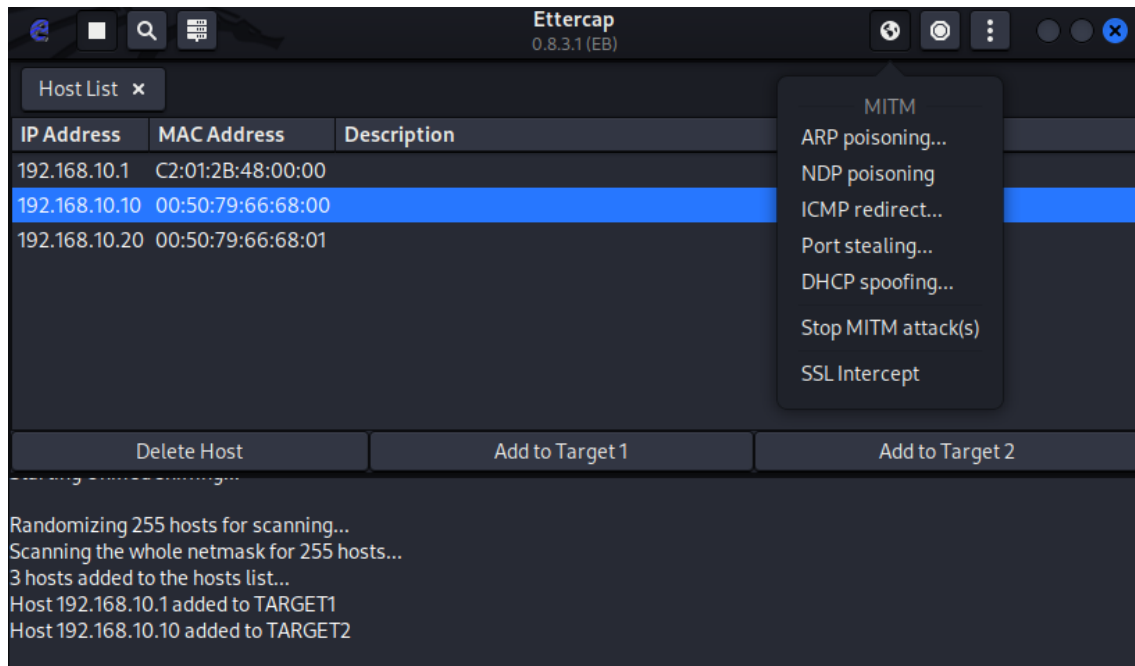 Ettercap
0.8.3.1 (EB)
Host List ×
IP Address MAC Address Description
192.168.10.1 C2:01:2B:48:00:00
192.168.10.10 00:50:79:66:68:00
192.168.10.20 00:50:79:66:68:01
MITM
ARP poisoning...
NDP poisoning
ICMP redirect...
Port stealing...
DHCP spoofing...
Stop MITM attack(s)
SSL Intercept
Delete Host Add to Target 1 Add to Target 2
Randomizing 255 hosts for scanning...
Scanning the whole netmask for 255 hosts...
3 hosts added to the hosts list...
Host 192.168.10.1 added to TARGET1
Host 192.168.10.10 added to TARGET2